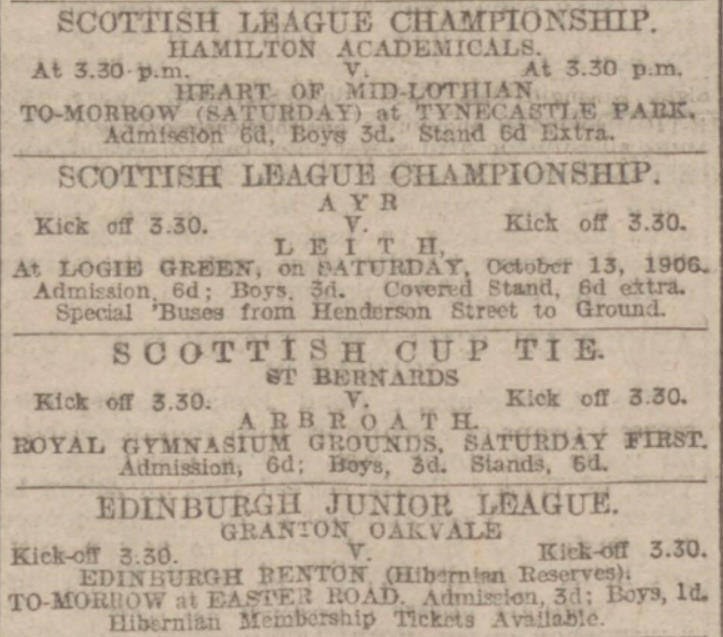 SCOTTISH LEAGUE CHAMPIONSHIP.
HAMILTON ACADEMICALS.
At 3.30 p.m. V. At 3.30 p.m.
HEART OF MID-LOTHIAN
TO-MORROW (SATURDAY) at TYNECASTLE PARK.
Admission 6d, Boys 3d. Stand 6d Extra.
SCOTTISH LEAGUE CHAMPIONSHIP.
AYR
Kick off 3.30. V. Kick off 3.30.
LEITH,
At LOGIE GREEN, on SATURDAY, October 13, 1906.
Admission, 6d; Boys, 3d. Covered Stand, 6d extra.
Special 'Buses from Henderson Street to Ground.
SCOTTISH CUP TIE.
ST BERNARDS
Kick off 3.30. V. Kick off 3.30.
ARBROATH.
ROYAL GYMNASIUM GROUNDS, SATURDAY FIRST.
Admission, 6d; Boys, 3d. Stands, 6d.
EDINBURGH JUNIOR LEAGUE.
GRANTON OAKVALE
Kick-off 3.30. V. Kick-off 3.30.
EDINBURGH RENTON (Hibernian Reserves).
TO-MORROW at EASTER ROAD. Admission, 3d; Boys, 1d.
Hibernian Membership Tickets Available.